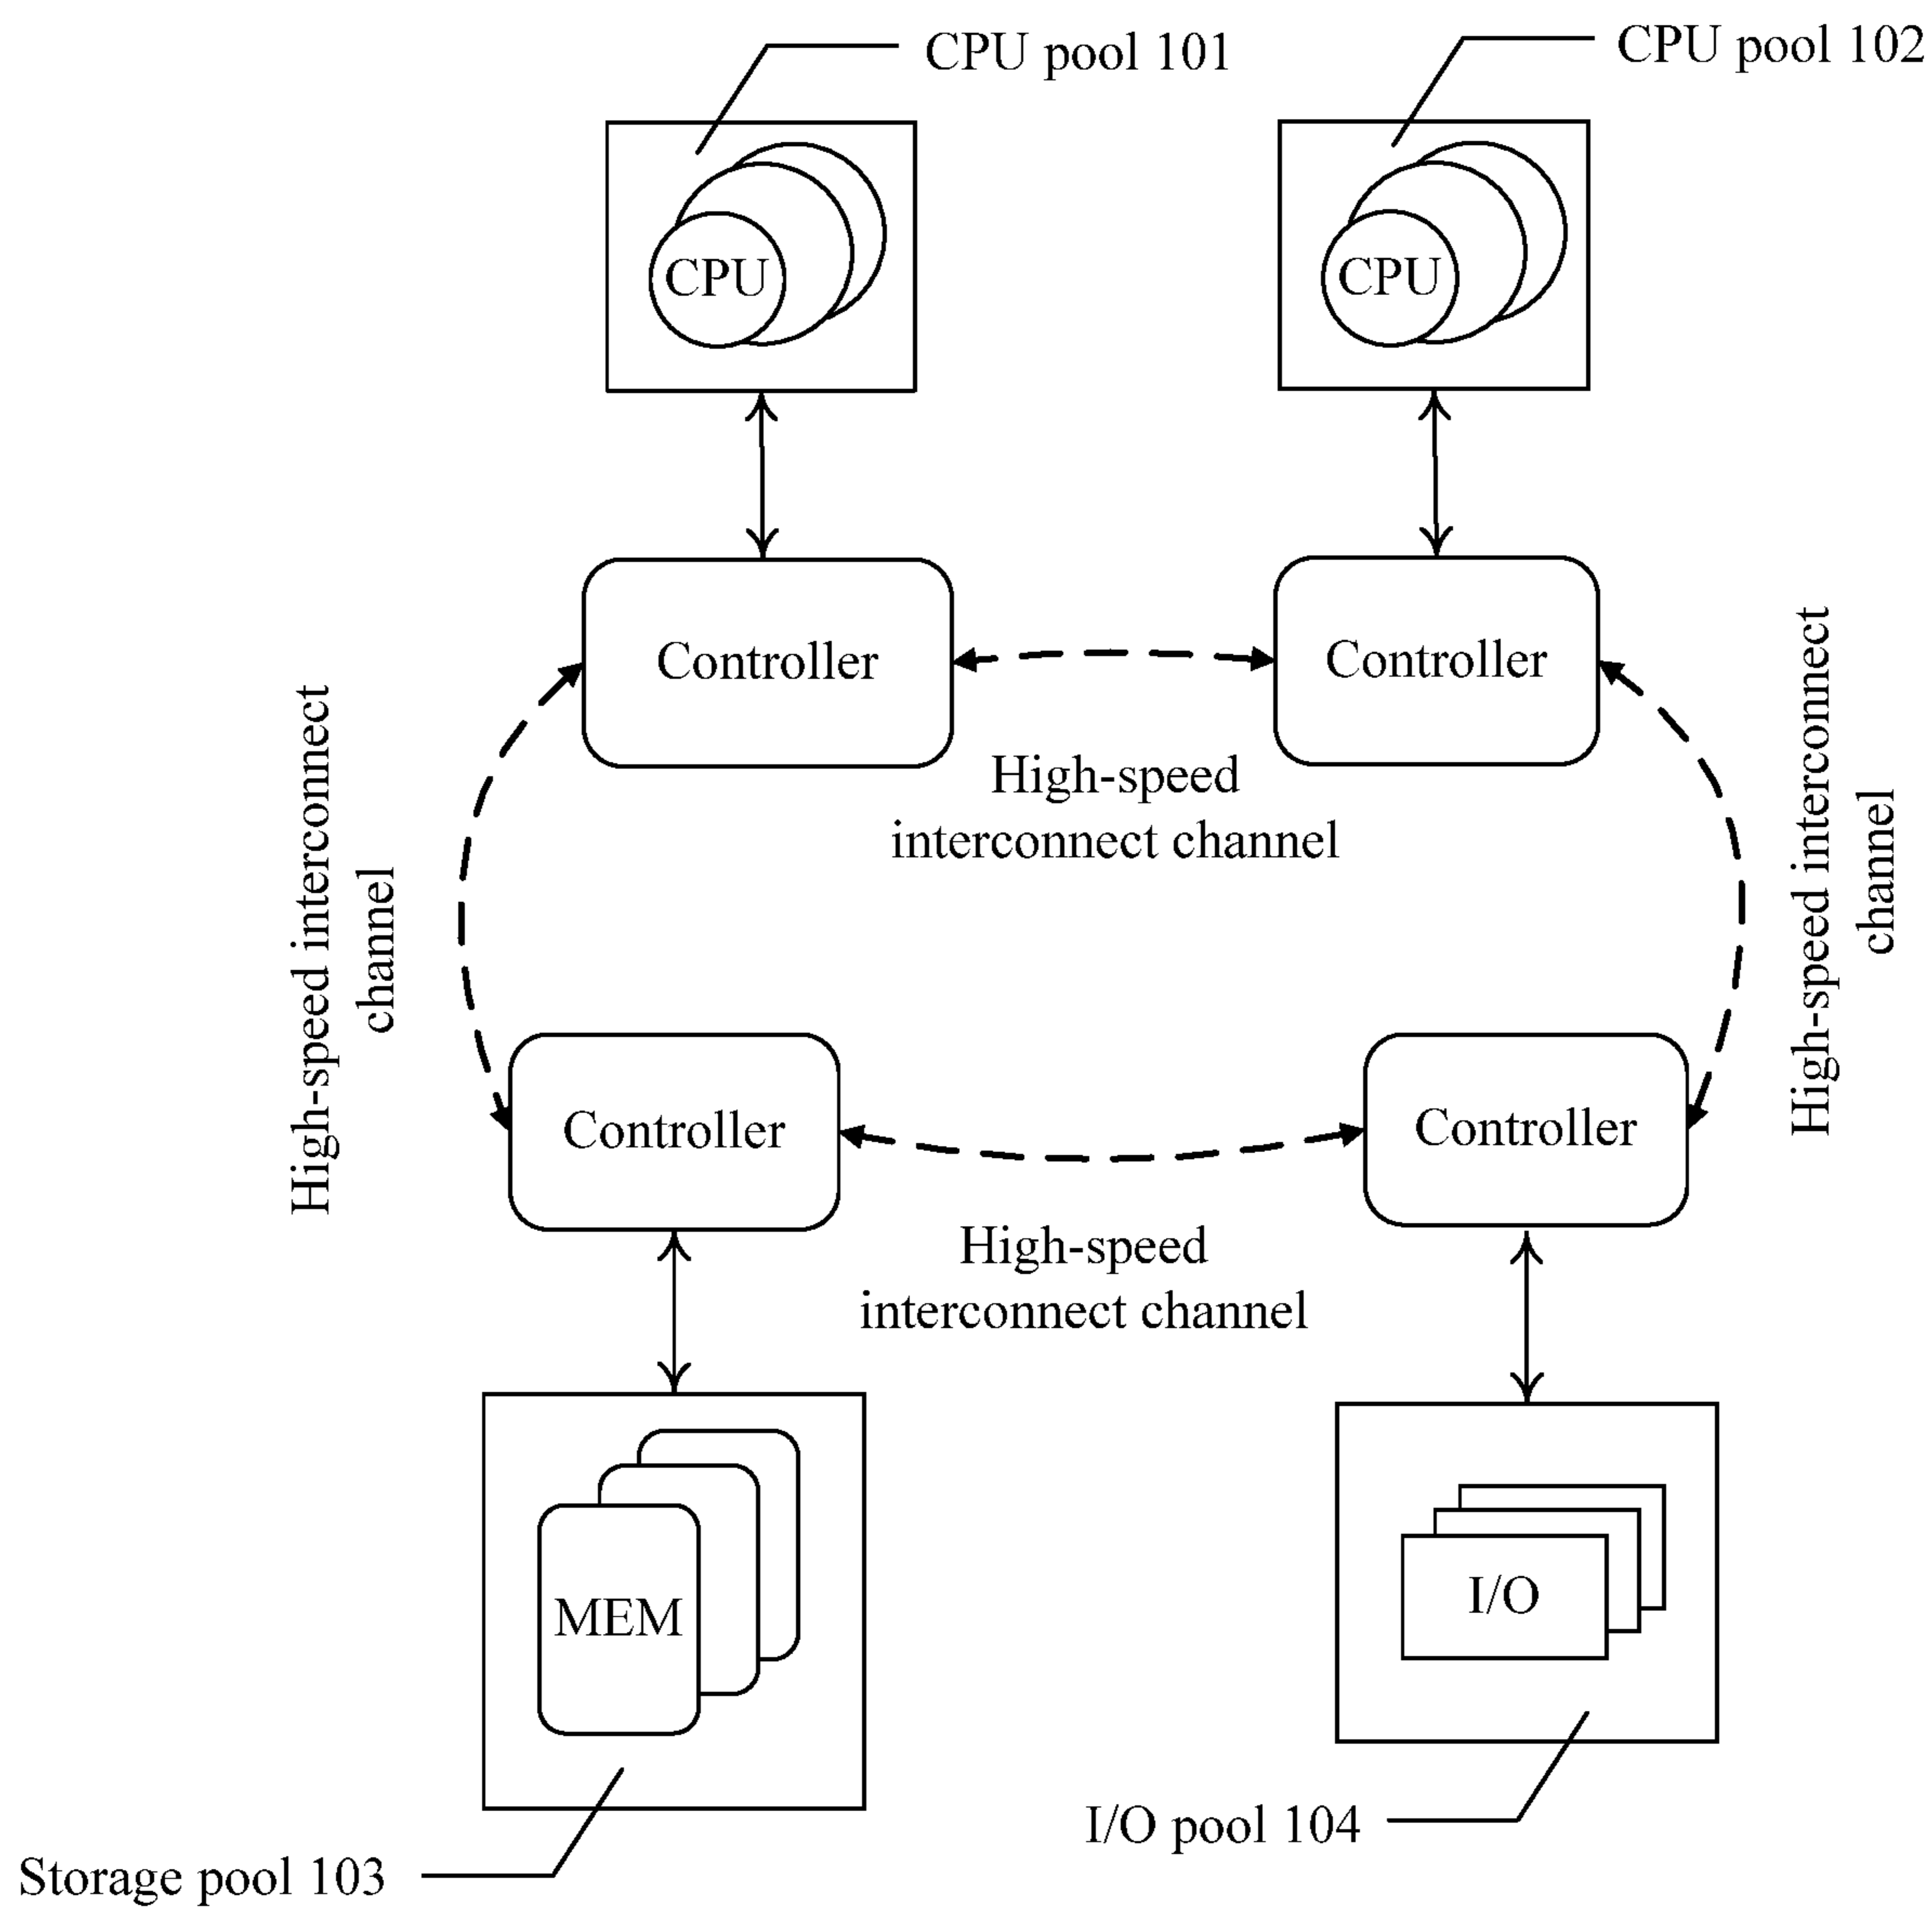 CPU pool 101
CPU pool 102
CPU
CPU
Controller
Controller
High-speed
interconnect channel
High-speed interconnect
channel
High-speed interconnect
channel
Controller
Controller
High-speed
interconnect channel
MEM
I/O
I/O pool 104
Storage pool 103